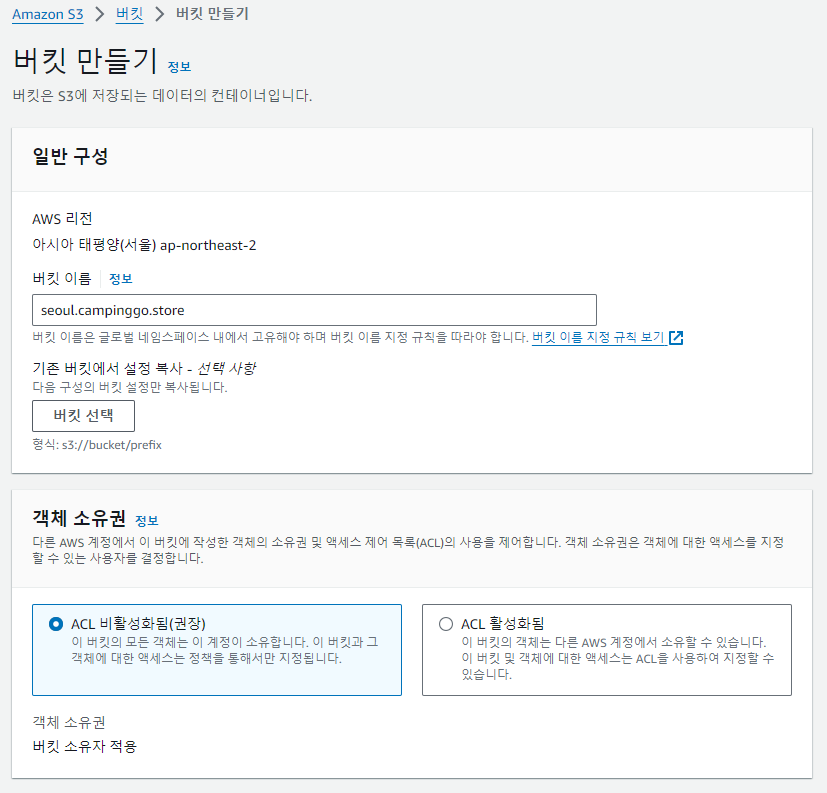 Amazon S3 > 버킷 > 버킷 만들기
버킷 만들기 정보
버킷은 S3에 저장되는 데이터의 컨테이너입니다.
일반 구성
AWS 리전
아시아 태평양(서울) ap-northeast-2
버킷 이름 정보
seoul.campinggo.store
버킷 이름은 글로벌 네임스페이스 내에서 고유해야 하며 버킷 이름 지정 규칙을 따라야 합니다. 버킷 이름 지정 규칙 보기
기존 버킷에서 설정 복사 - 선택 사항
다음 구성의 버킷 설정만 복사됩니다.
버킷 선택
형식: s3://bucket/prefix
객체 소유권 정보
다른 AWS 계정에서 이 버킷에 작성한 객체의 소유권 및 액세스 제어 목록(ACL)의 사용을 제어합니다. 객체 소유권은 객체에 대한 액세스를 지정
할 수 있는 사용자를 결정합니다.
ACL 비활성화됨(권장)
이 버킷의 모든 객체는 이 계정이 소유합니다. 이 버킷과 그
객체에 대한 액세스는 정책을 통해서만 지정됩니다.
ACL 활성화됨
이 버킷의 객체는 다른 AWS 계정에서 소유할 수 있습니다.
이 버킷 및 객체에 대한 액세스는 ACL을 사용하여 지정할 수
있습니다.
객체 소유권
버킷 소유자 적용